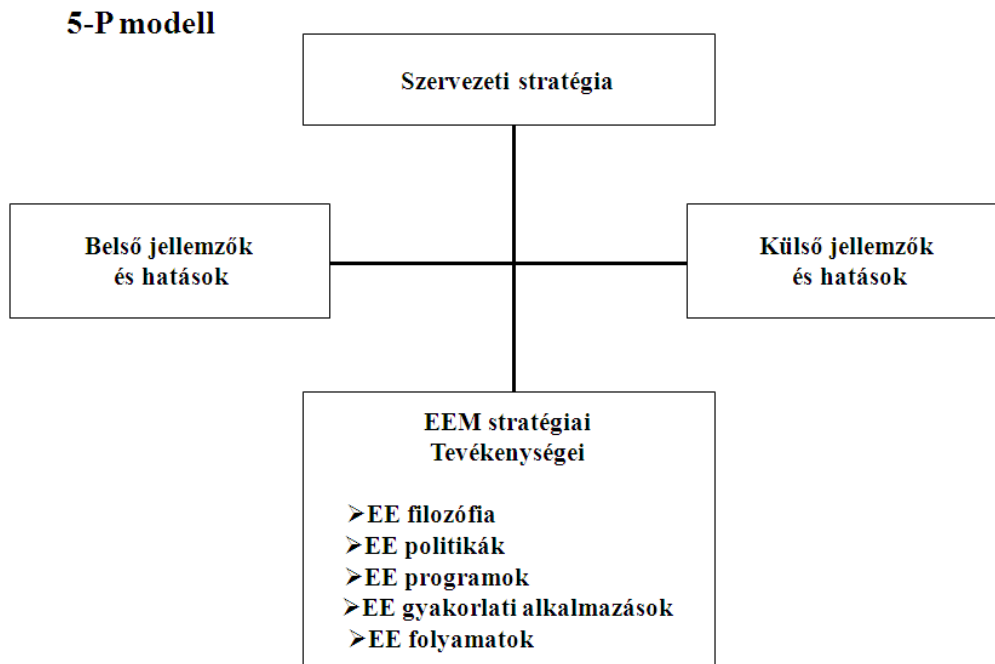 5-P modell
Szervezeti stratégia
Belső jellemzők
és hatások
Külső jellemzők
és hatások
EEM stratégiai
Tevékenységei
➢EE filozófia
➢EE politikák
➢EE programok
➢EE gyakorlati alkalmazások
➢EE folyamatok